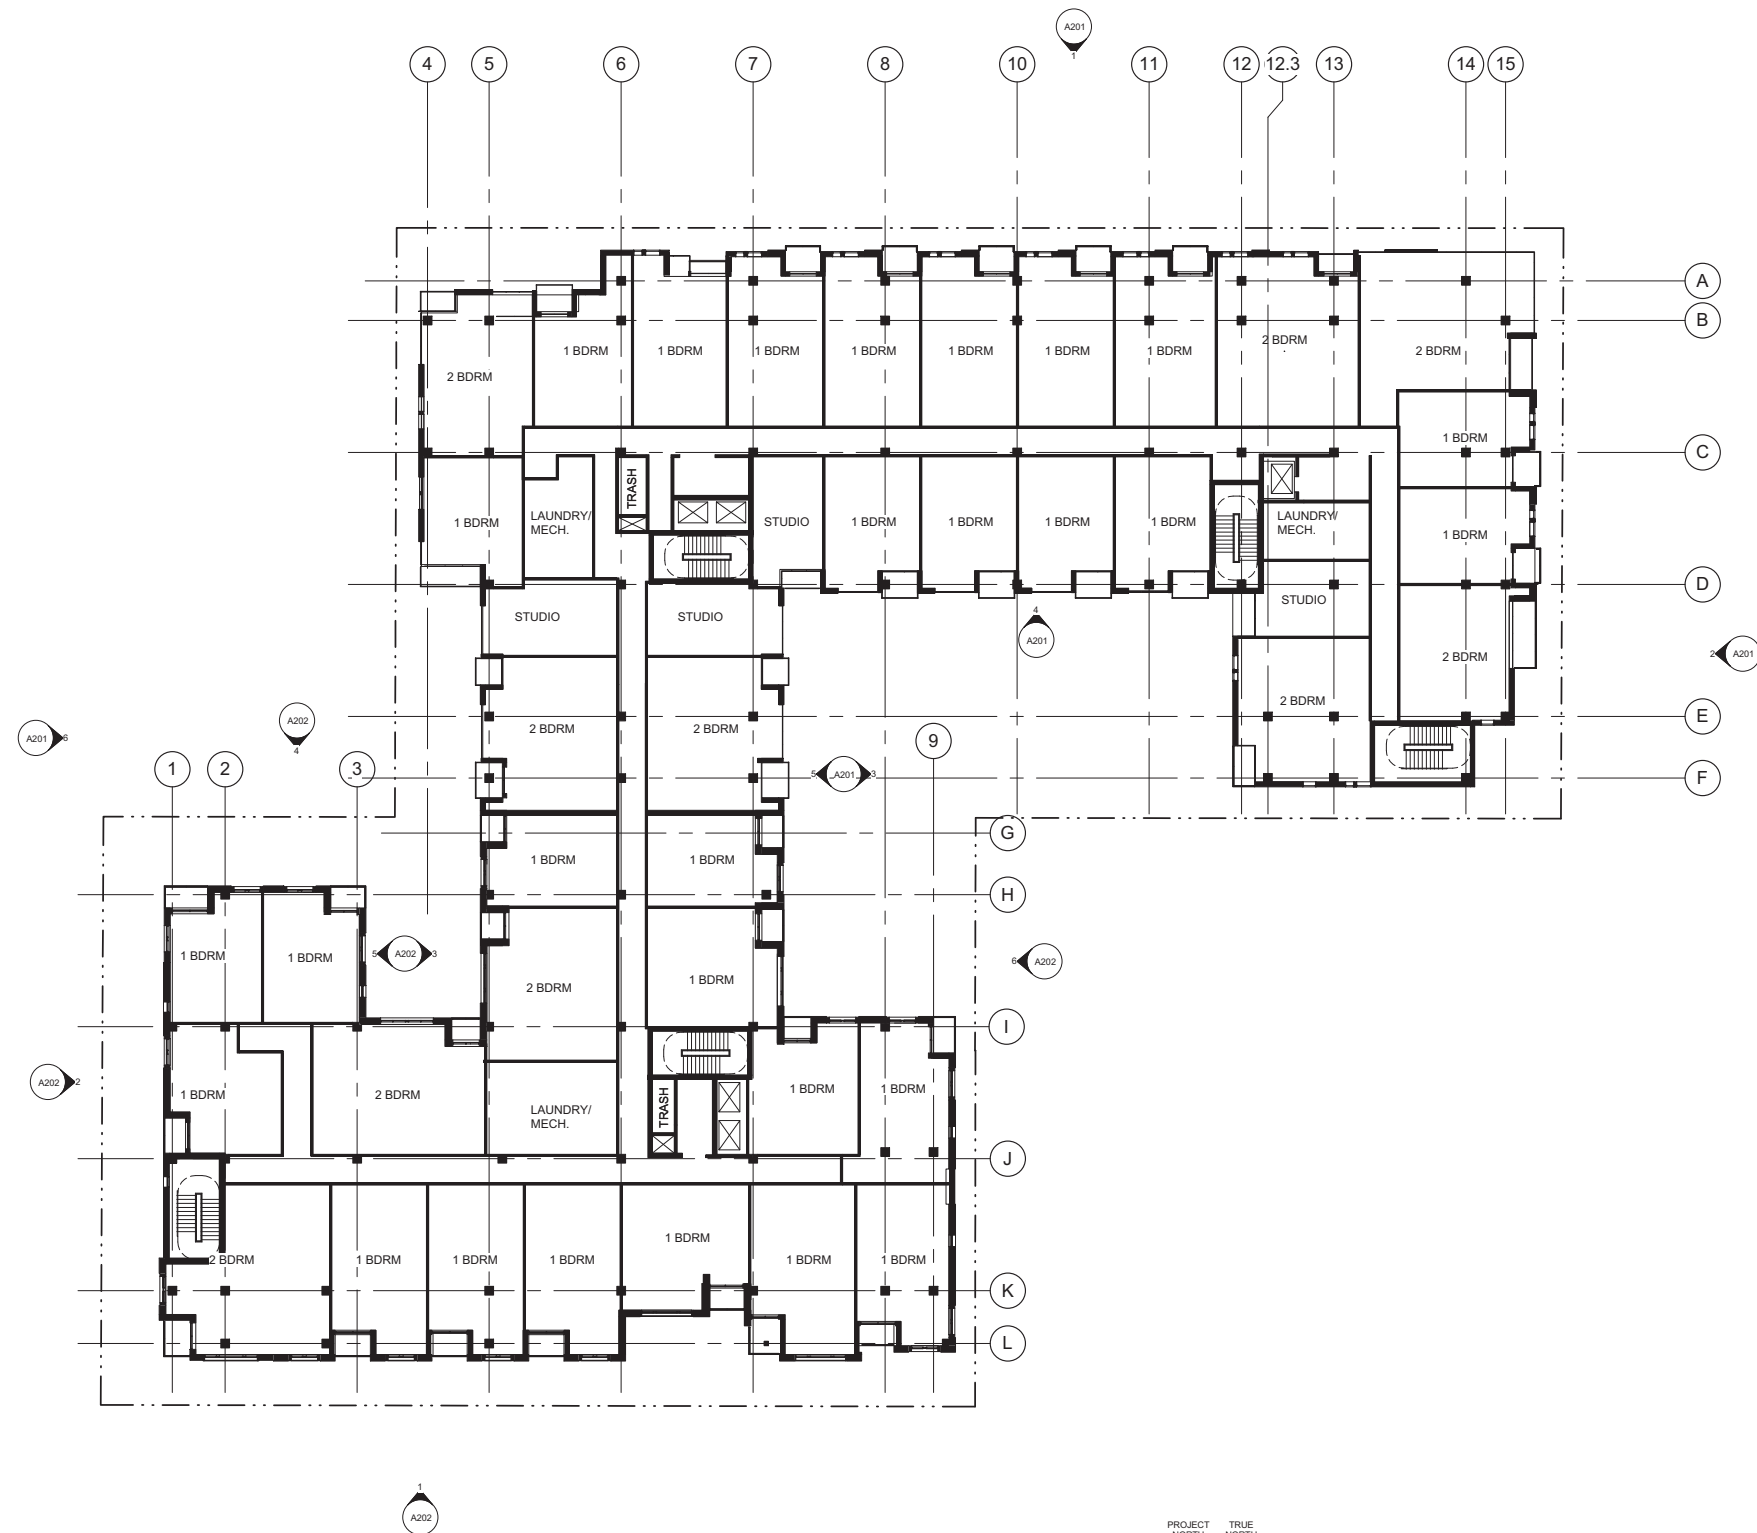 A201
1
4 5 6 7 8 10 11 12 12.3 13 14 15
A
B
1 BDRM 1 BDRM 1 BDRM 1 BDRM 1 BDRM 1 BDRM 1 BDRM 2 BDRM 2 BDRM
2 BDRM
1 BDRM
C
TRASH
1 BDRM LAUNDRY/ STUDIO 1 BDRM 1 BDRM 1 BDRM 1 BDRM LAUNDRY/
MECH. MECH.
1 BDRM
D
STUDIO
4
STUDIO STUDIO
A201
2 BDRM
2 A201
2 BDRM
E
A202
4
2 BDRM 2 BDRM
A201 6
9
1 2 3
5 A201 3
F
G
1 BDRM 1 BDRM
H
1 BDRM 1 BDRM
5 A202 3
6 A202
2 BDRM 1 BDRM
I
A202 2
1 BDRM 2 BDRM 1 BDRM 1 BDRM
LAUNDRY/
MECH.
TRASH
J
1 BDRM
2 BDRM 1 BDRM 1 BDRM 1 BDRM 1 BDRM 1 BDRM
K
L
1
A202
PROJECT TRUE
NORTH NORTH